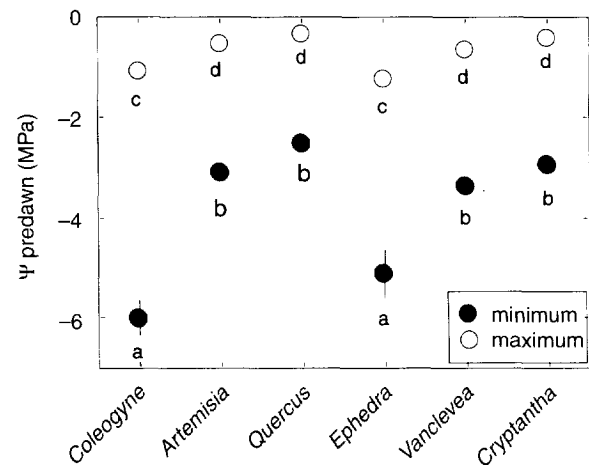 0
c
d
d
c
d
d
−2
b
b
b
b
−4
a
−6
a
Ψ predawn (MPa)
minimum
maximum
Coleogyne
Artemisia
Quercus
Ephedra
Vanclevea
Cryptantha